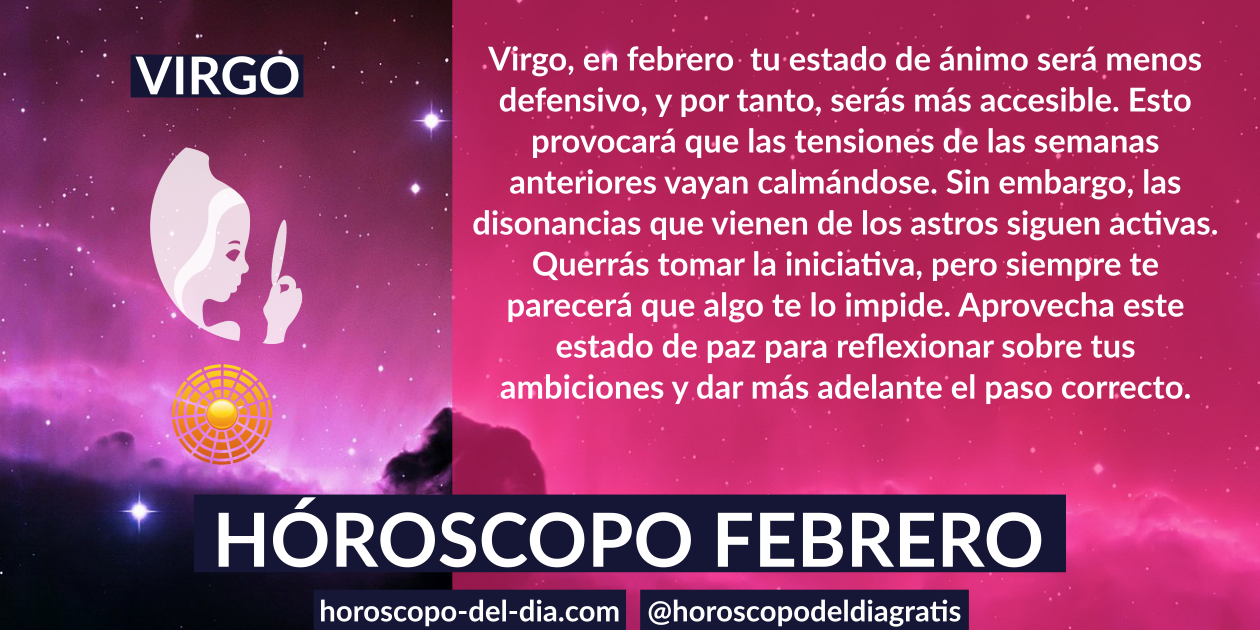 VIRGO
Virgo, en febrero  tu estado de ánimo será menos
defensivo, y por tanto, serás más accesible. Esto
provocará que las tensiones de las semanas
anteriores vayan calmándose. Sin embargo, las
disonancias que vienen de los astros siguen activas.
Querrás tomar la iniciativa, pero siempre te
parecerá que algo te lo impide. Aprovecha este
estado de paz para reflexionar sobre tus
ambiciones y dar más adelante el paso correcto.
HÓROSCOPO FEBRERO
horoscopo-del-dia.com
@horoscopodeldiagratis